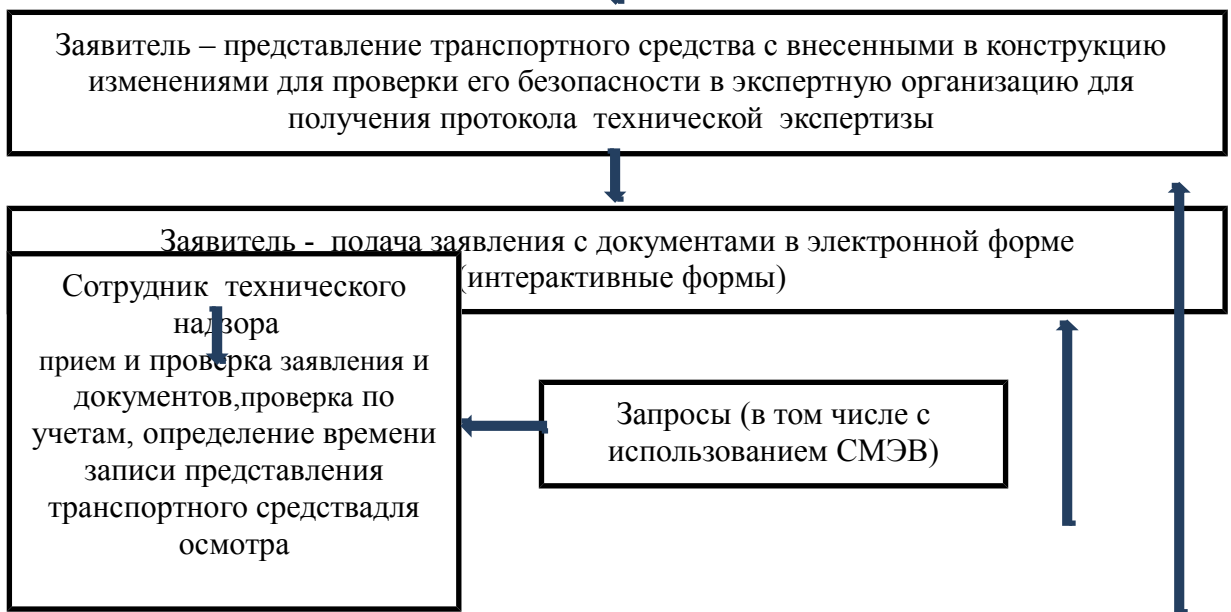 Заявитель – представление транспортного средства с внесенными в конструкцию
изменениями для проверки его безопасности в экспертную организацию для
получения протокола технической экспертизы
Заявитель - подача заявления с документами в электронной форме
(интерактивные формы)
Сотрудник технического
надзора
прием и проверка заявления и
документов,проверка по
учетам, определение времени
записи представления
транспортного средствадля
осмотра
Запросы (в том числе с
использованием СМЭВ)